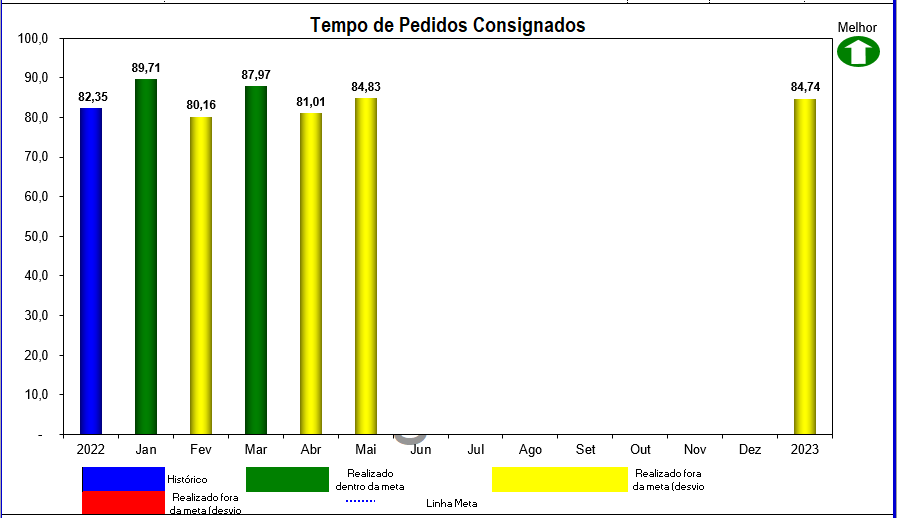 Tempo de Pedidos Consignados
Melhor
100,0
90,0
80,0
70,0
60,0
50,0
40,0
30,0
20,0
10,0
-
82,35
89,71
80,16
87,97
81,01
84,83
84,74
2022 Jan Fev Mar Abr Mai Jun Jul Ago Set Out Nov Dez 2023
Histórico
Realizado
dentro da meta
Realizado fora
da meta (desvio
Realizado fora
da meta (desvio
Linha Meta